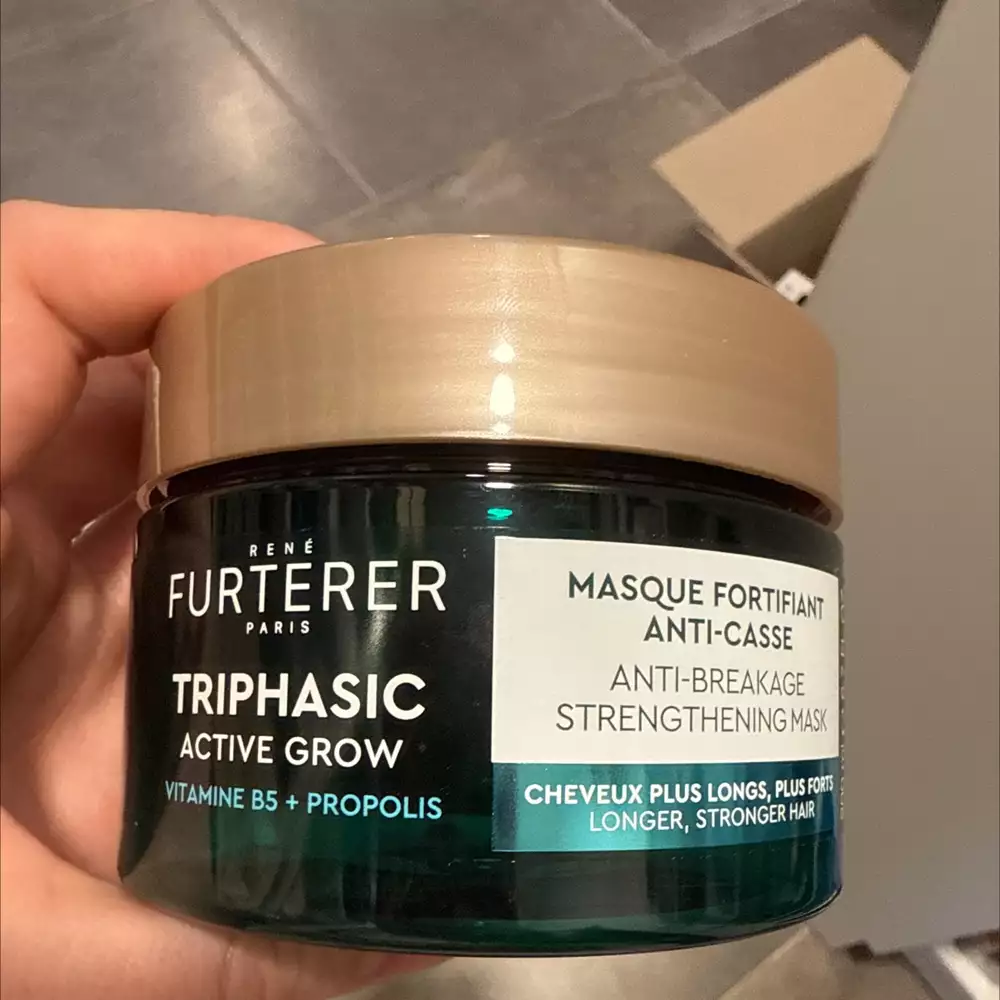 RENÉ
FURTERER
PARIS
TRIPHASIC
ACTIVE GROW
VITAMINE B5 + PROPOLIS
MASQUE FORTIFIANT
ANTI-CASSE
ANTI-BREAKAGE
STRENGTHENING MASK
CHEVEUX PLUS LONGS, PLUS FORTS
LONGER, STRONGER HAIR